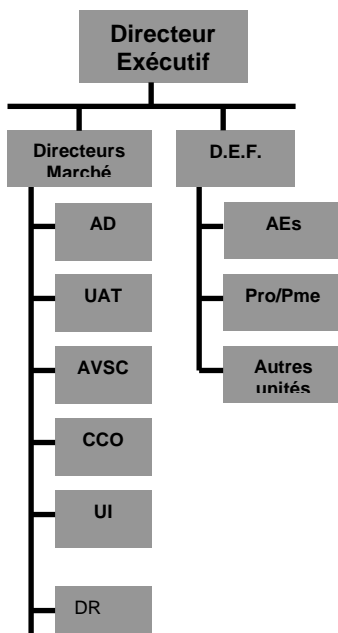 Directeur
Exécutif
Directeurs
Marché
D.E.F.
AD
AEs
UAT
Pro/Pme
AVSC
Autres
unités
CCO
UI
DR